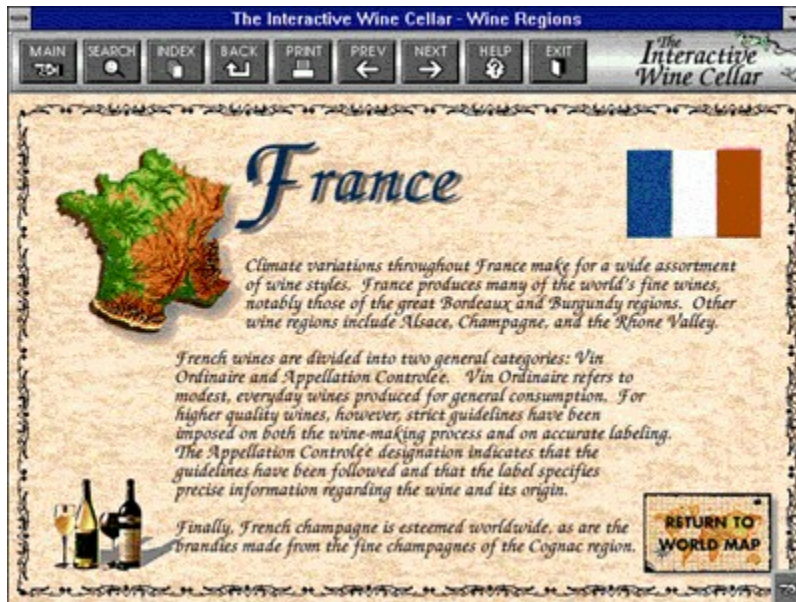 The Interactive Wine Cellar - Wine Regions
MAIN
SEARCH
INDEX
BACK
PRINT
PREV
NEXT
HELP
EXIT
The
Interactive
Wine Cellar
France
Climate variations throughout France make for a wide assortment
of wine styles. France produces many of the world's fine wines,
notably those of the great Bordeaux and Burgundy regions. Other
wine regions include Alsace, Champagne, and the Rhone Valley.
French wines are divided into two general categories: Vin
Ordinaire and Appellation Controleé. Vin Ordinaire refers to
modest, everyday wines produced for general consumption. For
higher quality wines, however, strict guidelines have been
imposed on both the wine-making process and on accurate labeling.
The Appellation Controleé designation indicates that the
guidelines have been followed and that the label specifies
precise information regarding the wine and its origin.
Finally, French champagne is esteemed worldwide, as are the
brandies made from the fine champagnes of the Cognac region.
RETURN TO
WORLD MAP